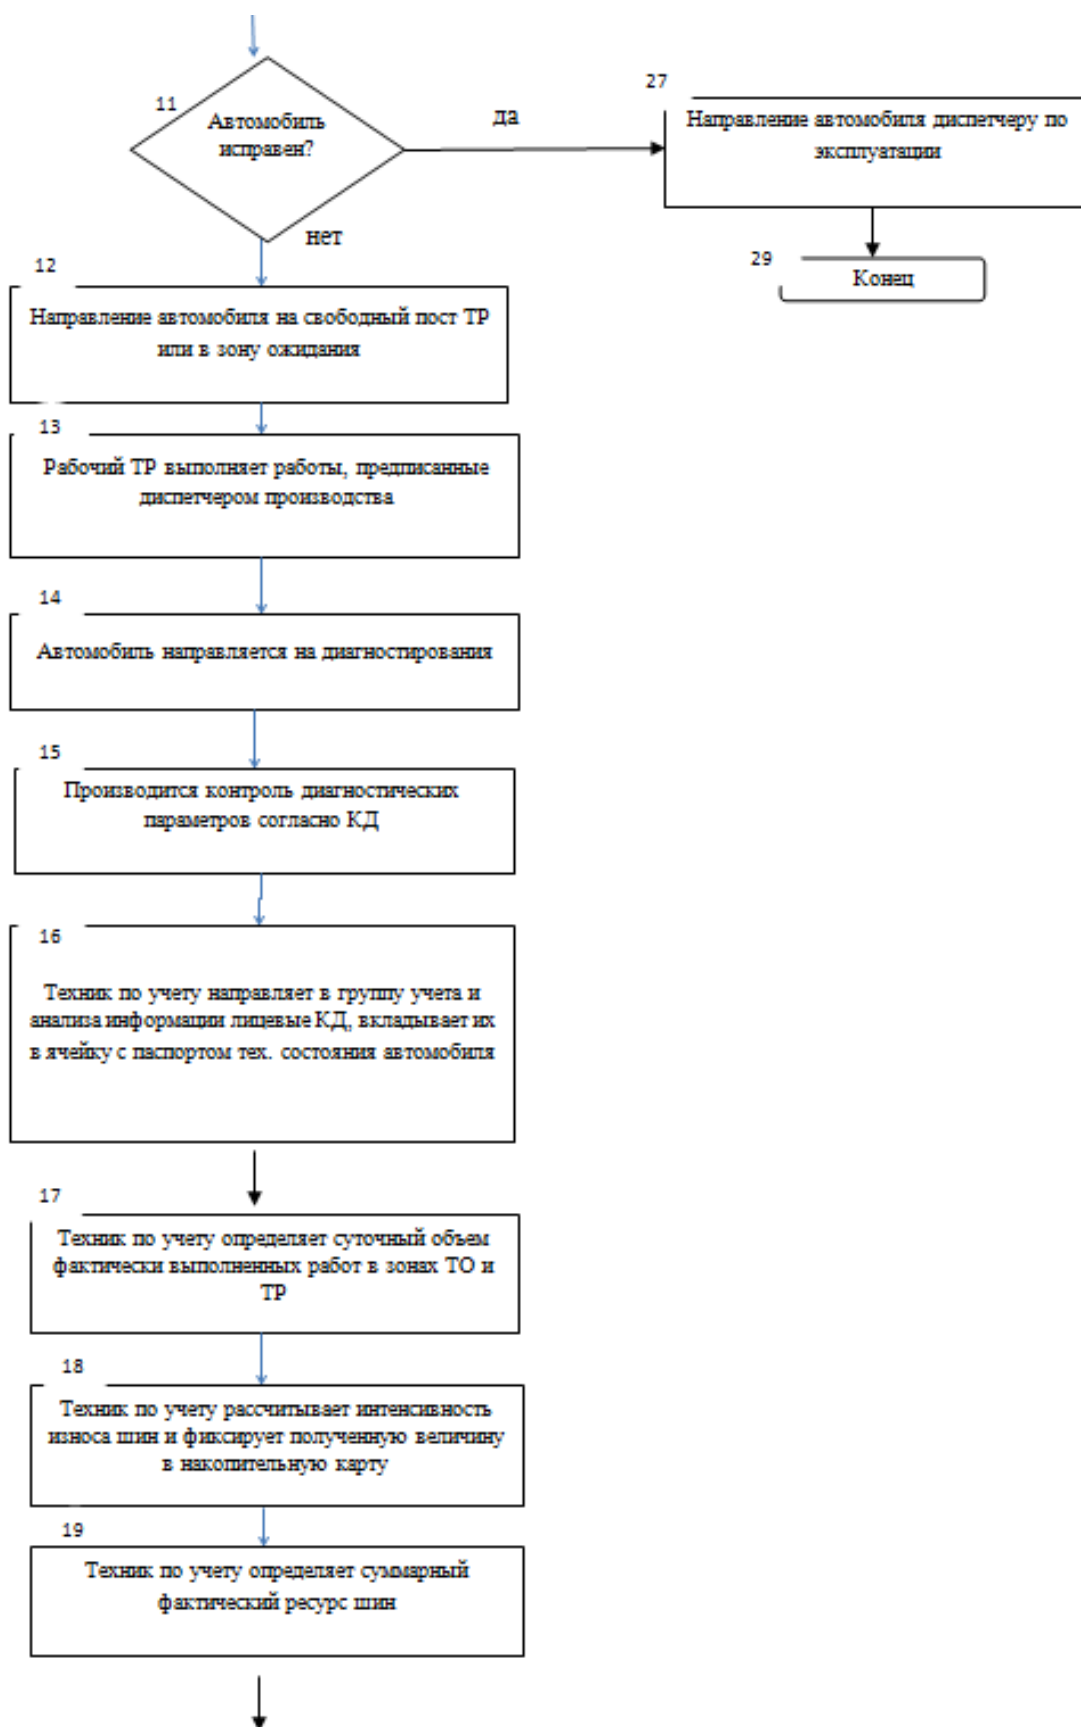 11
Автомобиль
исправен?
да
27
Направление автомобиля диспетчеру по
эксплуатации
нет
29
Конец
12
Направление автомобиля на свободный пост ТР
или в зону ожидания
13
Рабочий ТР выполняет работы, предписанные
диспетчером производства
14
Автомобиль направляется на диагностирования
15
Производится контроль диагностических
параметров согласно КД
16
Техник по учету направляет в группу учета и
анализа информации лицевые КД, вкладывает их
в ячейку с паспортом тех. состояния автомобиля
17
Техник по учету определяет суточный объем
фактически выполненных работ в зонах ТО и
ТР
18
Техник по учету рассчитывает интенсивность
износа шин и фиксирует полученную величину
в накопительную карту
19
Техник по учету определяет суммарный
фактический ресурс шин